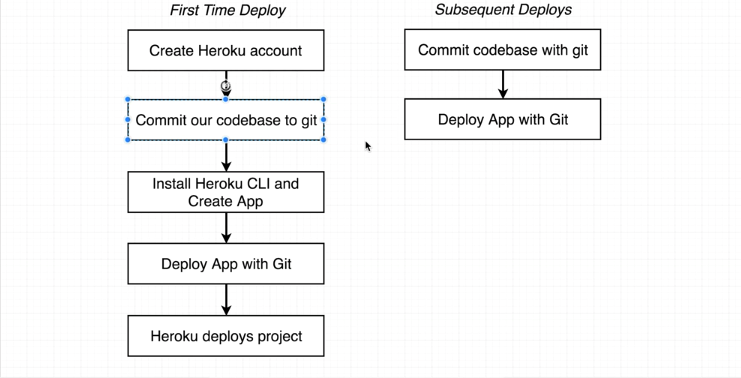 First Time Deploy
Create Heroku account
Commit our codebase to git
Install Heroku CLI and
Create App
Deploy App with Git
Heroku deploys project
Subsequent Deploys
Commit codebase with git
Deploy App with Git